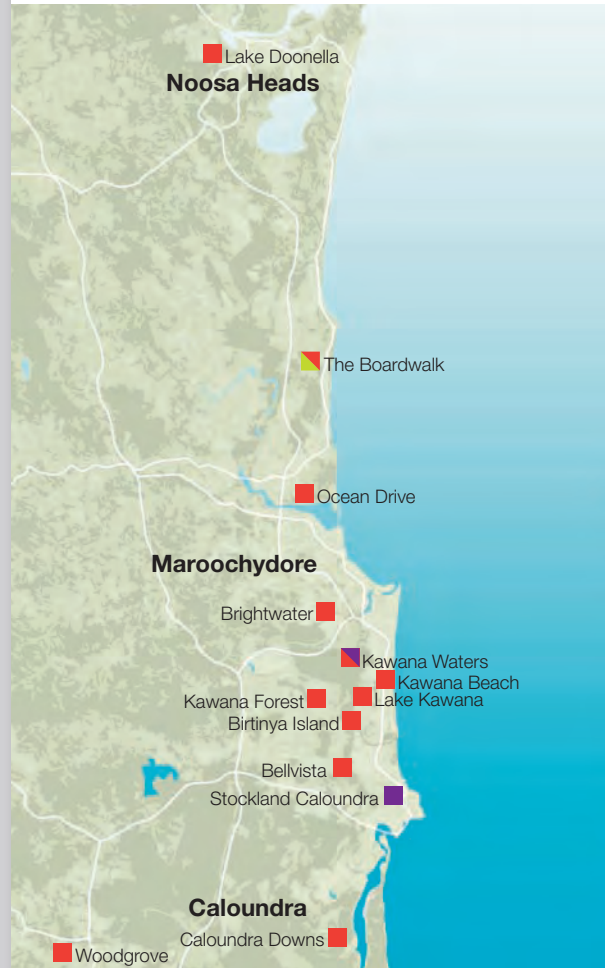 Lake Doonella
Noosa Heads
The Boardwalk
Ocean Drive
Maroochydore
Brightwater
Kawana Waters
Kawana Beach
Lake Kawana
Kawana Forest
Birtinya Island
Bellvista
Stockland Caloundra
Caloundra
Caloundra Downs
Woodgrove